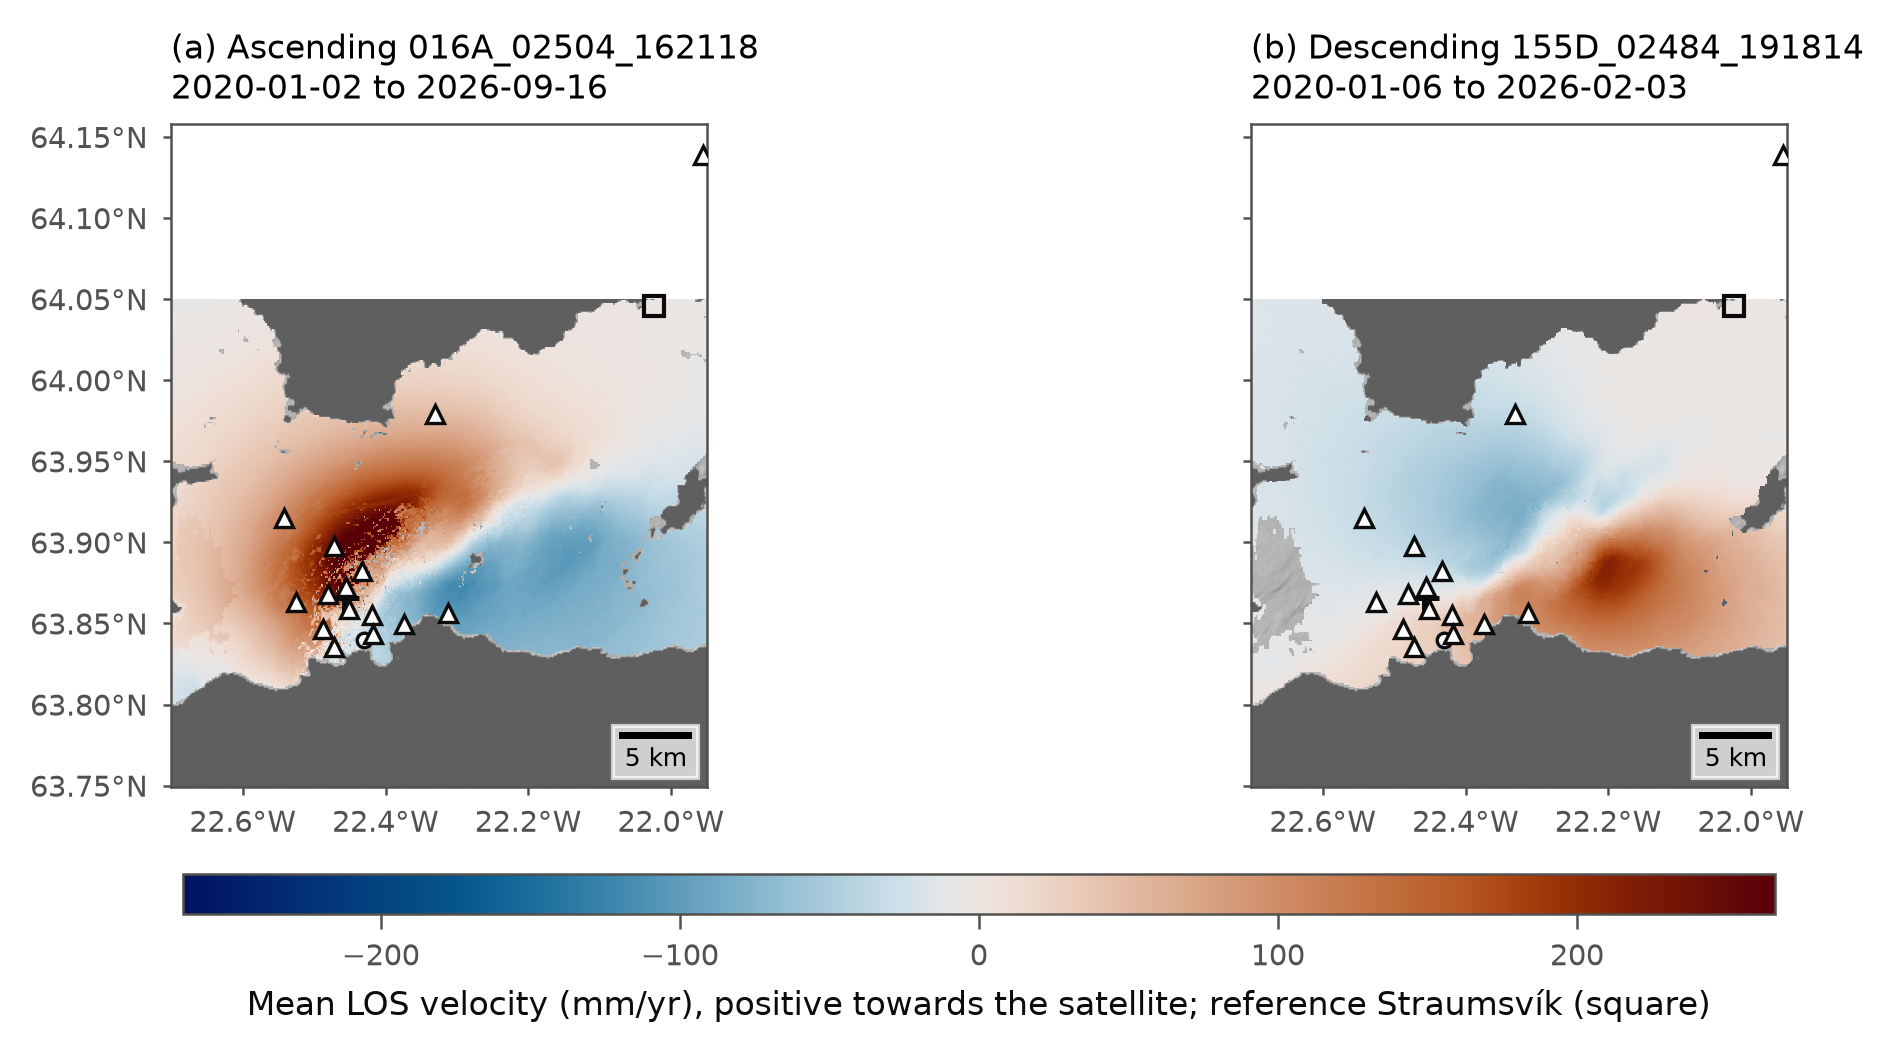 (a) Ascending 016A_02504_162118
2020-01-02 to 2026-09-16
(b) Descending 155D_02484_191814
2020-01-06 to 2026-02-03
64.15°N
64.10°N
64.05°N
64.00°N
63.95°N
63.90°N
63.85°N
63.80°N
63.75°N
5 km
5 km
22.6°W 22.4°W 22.2°W 22.0°W
22.6°W 22.4°W 22.2°W 22.0°W
−200 −100 0 100 200
Mean LOS velocity (mm/yr), positive towards the satellite; reference Straumsvík (square)